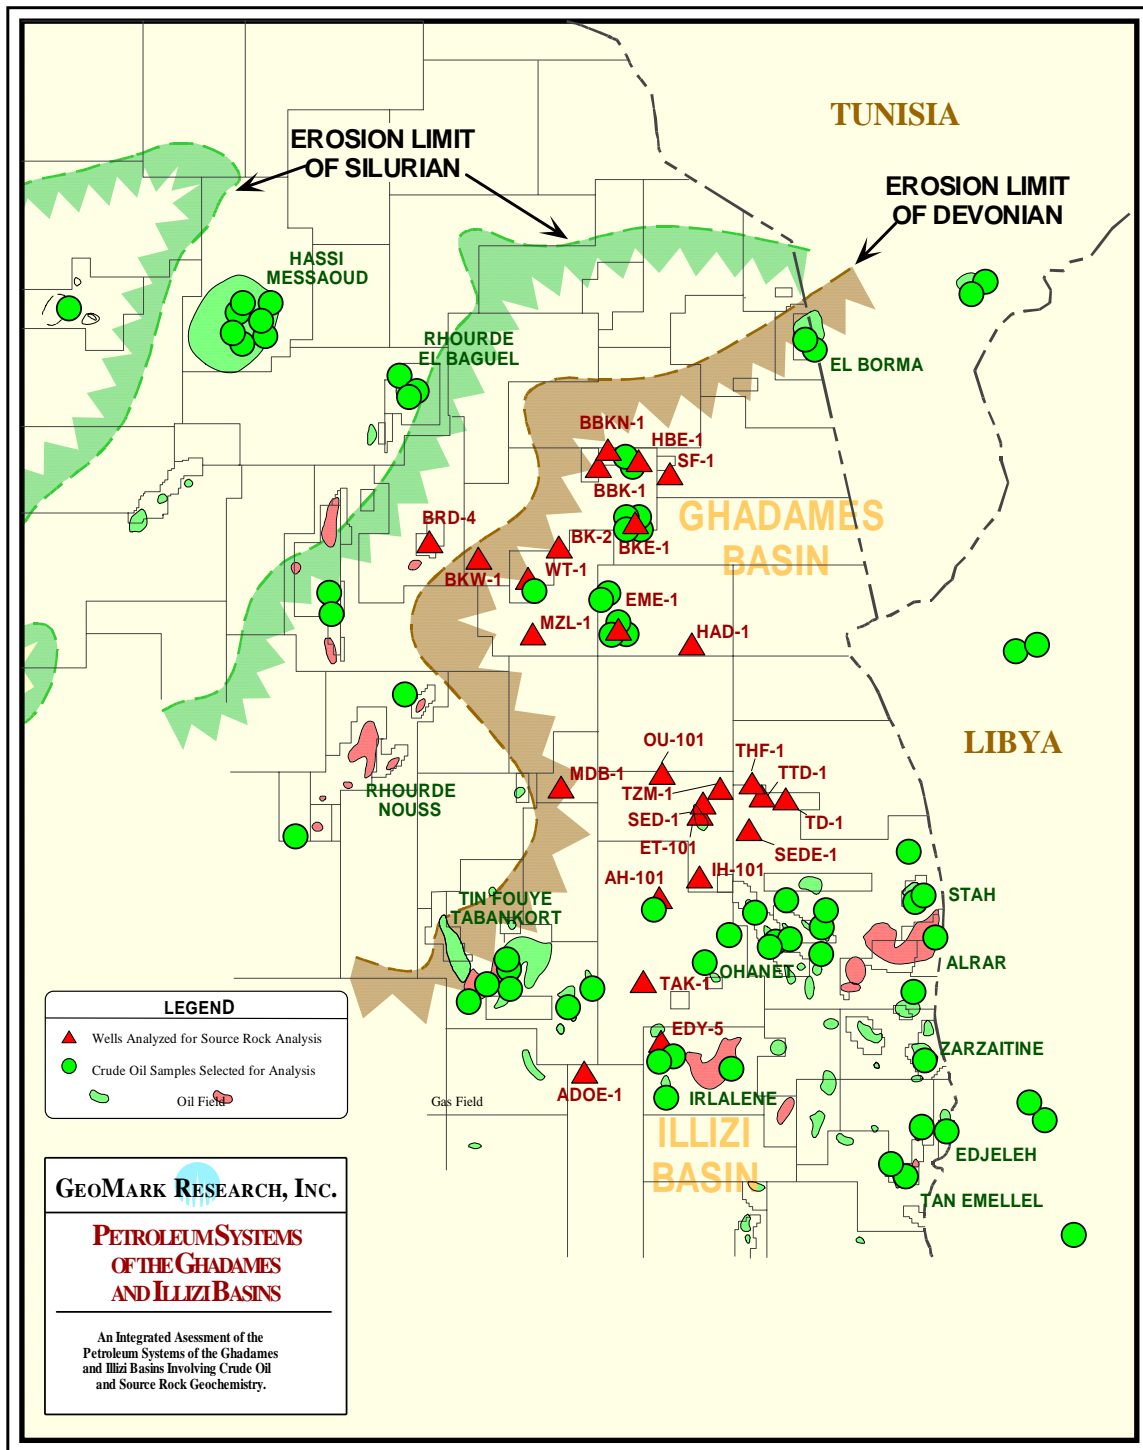 TUNISIA
EROSION LIMIT
OF SILURIAN
EROSION LIMIT
OF DEVONIAN
HASSI
MESSAOUD
RHOURDE
EL BAGUEL
EL BORMA
BBKN-1
HBE-1
SF-1
BBK-1
GHADAMES
BASIN
BRD-4
BK-2
BKE-1
BKW-1
WT-1
EME-1
MZL-1
HAD-1
LIBYA
OU-101
THF-1
MDB-1
TTD-1
TZM-1
RHOURDE
NOUSS
SED-1
TD-1
ET-101
SEDE-1
AH-101
IH-101
TIN FOUYE
TABANKORT
STAH
ALRAR
OHANET
TAK-1
EDY-5
ZARZAITINE
ADOE-1
IRLALENE
ILLIZI
BASIN
EDJELEH
TAN EMELLEL
LEGEND
Wells Analyzed for Source Rock Analysis
Crude Oil Samples Selected for Analysis
Oil Field
Gas Field
GEOMARK RESEARCH, INC.
PETROLEUM SYSTEMS
OF THE GHADAMES
AND ILLIZI BASINS
An Integrated Asessment of the
Petroleum Systems of the Ghadames
and Illizi Basins Involving Crude Oil
and Source Rock Geochemistry.